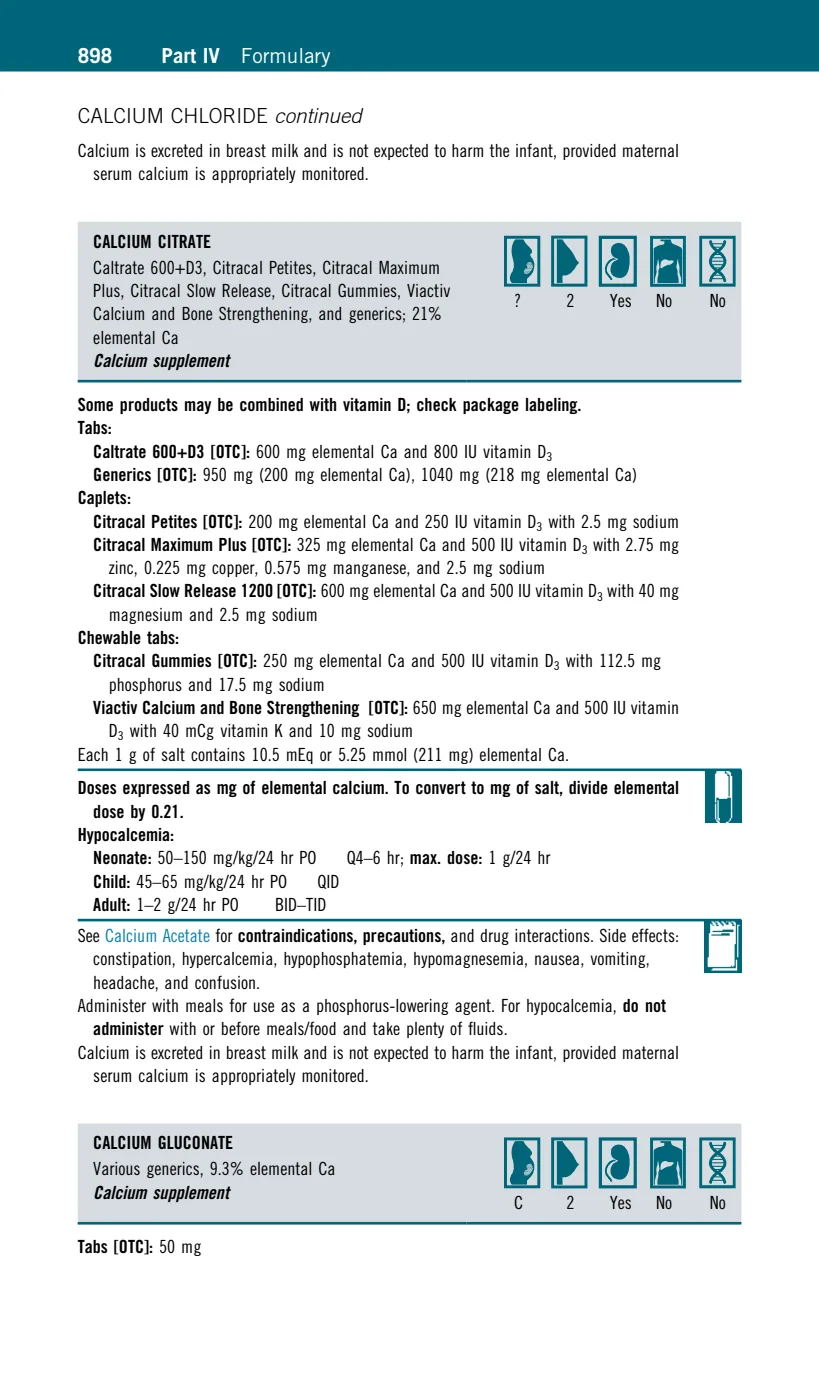 898 Part IV Formulary
CALCIUM CHLORIDE continued
Calcium is excreted in breast milk and is not expected to harm the infant, provided maternal
serum calcium is appropriately monitored.
CALCIUM CITRATE
Caltrate 600+D3, Citracal Petites, Citracal Maximum
Plus, Citracal Slow Release, Citracal Gummies, Viactiv
Calcium and Bone Strengthening, and generics; 21%
elemental Ca
Calcium supplement
? 2 Yes No No
Some products may be combined with vitamin D; check package labeling.
Tabs:
Caltrate 600+D3 [OTC]: 600 mg elemental Ca and 800 IU vitamin D3
Generics [OTC]: 950 mg (200 mg elemental Ca), 1040 mg (218 mg elemental Ca)
Caplets:
Citracal Petites [OTC]: 200 mg elemental Ca and 250 IU vitamin D3 with 2.5 mg sodium
Citracal Maximum Plus [OTC]: 325 mg elemental Ca and 500 IU vitamin D3 with 2.75 mg
zinc, 0.225 mg copper, 0.575 mg manganese, and 2.5 mg sodium
Citracal Slow Release 1200 [OTC]: 600 mg elemental Ca and 500 IU vitamin D3 with 40 mg
magnesium and 2.5 mg sodium
Chewable tabs:
Citracal Gummies [OTC]: 250 mg elemental Ca and 500 IU vitamin D3 with 112.5 mg
phosphorus and 17.5 mg sodium
Viactiv Calcium and Bone Strengthening [OTC]: 650 mg elemental Ca and 500 IU vitamin
D3 with 40 mCg vitamin K and 10 mg sodium
Each 1 g of salt contains 10.5 mEq or 5.25 mmol (211 mg) elemental Ca.
Doses expressed as mg of elemental calcium. To convert to mg of salt, divide elemental
dose by 0.21.
Hypocalcemia:
Neonate: 50–150 mg/kg/24 hr PO Q4–6 hr; max. dose: 1 g/24 hr
Child: 45–65 mg/kg/24 hr PO QID
Adult: 1–2 g/24 hr PO BID–TID
See Calcium Acetate for contraindications, precautions, and drug interactions. Side effects:
constipation, hypercalcemia, hypophosphatemia, hypomagnesemia, nausea, vomiting,
headache, and confusion.
Administer with meals for use as a phosphorus-lowering agent. For hypocalcemia, do not
administer with or before meals/food and take plenty of fluids.
Calcium is excreted in breast milk and is not expected to harm the infant, provided maternal
serum calcium is appropriately monitored.
CALCIUM GLUCONATE
Various generics, 9.3% elemental Ca
Calcium supplement
C 2 Yes No No
Tabs [OTC]: 50 mg